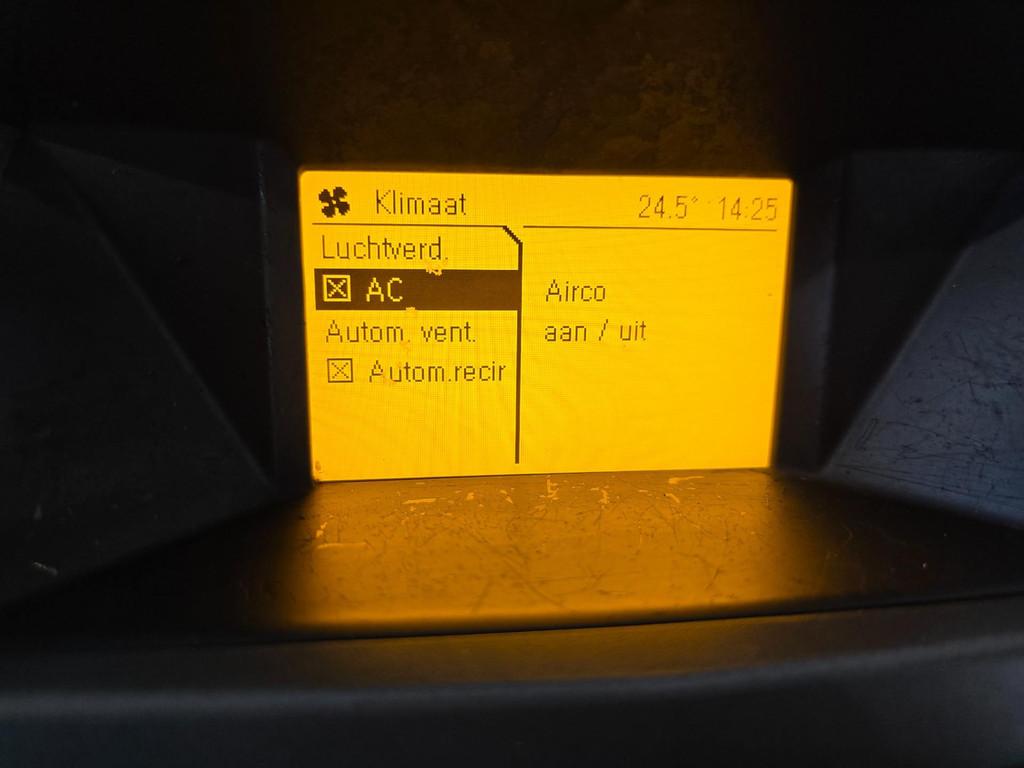 Klimaat 24.5° 14:25
Luchtverd.
AC
Autom. vent.
Autom.recir
Airco
aan / uit